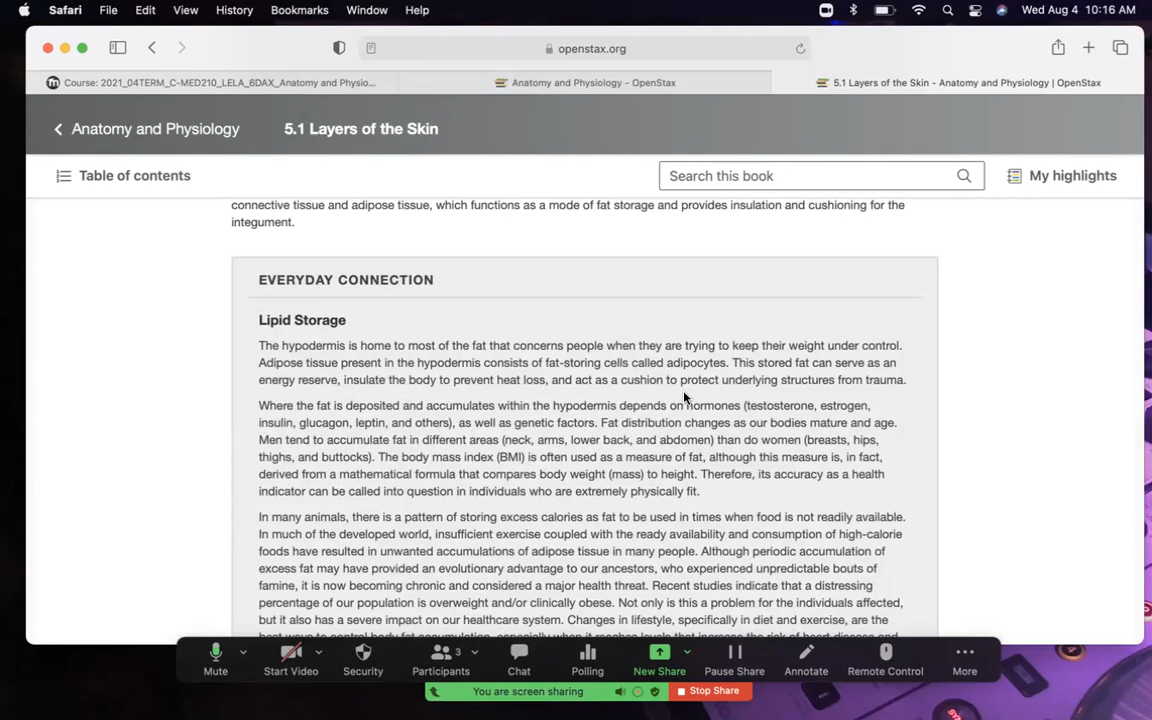 Safari File Edit View History Bookmarks Window Help Wed Aug 4 10:16 AM
openstax.org
Course: 2021_04TERM_C-MED210_LELA_6DAX_Anatomy and Physio... Anatomy and Physiology - OpenStax 5.1 Layers of the Skin - Anatomy and Physiology | OpenStax
Anatomy and Physiology 5.1 Layers of the Skin
Table of contents Search this book My highlights
connective tissue and adipose tissue, which functions as a mode of fat storage and provides insulation and cushioning for the
integument.
EVERYDAY CONNECTION
Lipid Storage
The hypodermis is home to most of the fat that concerns people when they are trying to keep their weight under control.
Adipose tissue present in the hypodermis consists of fat-storing cells called adipocytes. This stored fat can serve as an
energy reserve, insulate the body to prevent heat loss, and act as a cushion to protect underlying structures from trauma.
Where the fat is deposited and accumulates within the hypodermis depends on hormones (testosterone, estrogen,
insulin, glucagon, leptin, and others), as well as genetic factors. Fat distribution changes as our bodies mature and age.
Men tend to accumulate fat in different areas (neck, arms, lower back, and abdomen) than do women (breasts, hips,
thighs, and buttocks). The body mass index (BMI) is often used as a measure of fat, although this measure is, in fact,
derived from a mathematical formula that compares body weight (mass) to height. Therefore, its accuracy as a health
indicator can be called into question in individuals who are extremely physically fit.
In many animals, there is a pattern of storing excess calories as fat to be used in times when food is not readily available.
In much of the developed world, insufficient exercise coupled with the ready availability and consumption of high-calorie
foods have resulted in unwanted accumulations of adipose tissue in many people. Although periodic accumulation of
excess fat may have provided an evolutionary advantage to our ancestors, who experienced unpredictable bouts of
famine, it is now becoming chronic and considered a major health threat. Recent studies indicate that a distressing
percentage of our population is overweight and/or clinically obese. Not only is this a problem for the individuals affected,
but it also has a severe impact on our healthcare system. Changes in lifestyle, specifically in diet and exercise, are the
best ways to control body fat accumulation, especially when it reaches levels that increase the risk of heart disease and
3
Mute Start Video Security Participants Chat Polling New Share Pause Share Annotate Remote Control More
You are screen sharing Stop Share